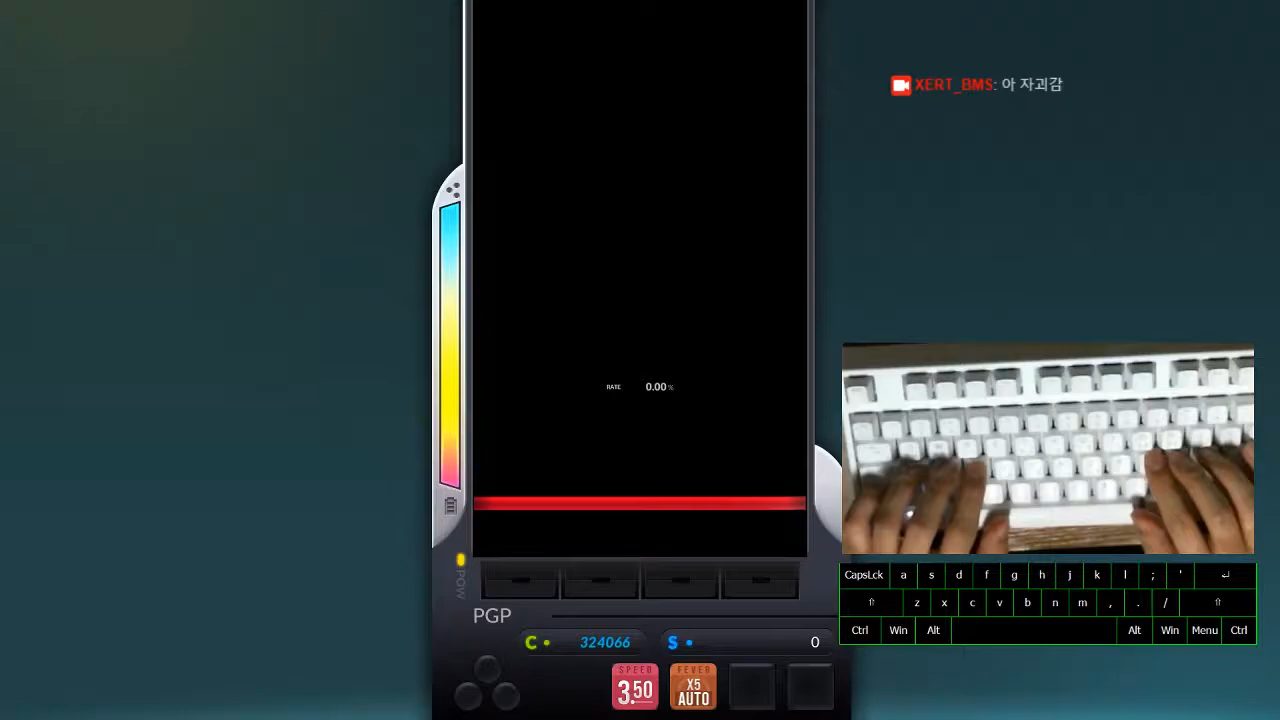 XERT_BMS: 아 자괴감
RATE 0.00 %
POW
PGP
C 324066 S 0
SPEED
3.50
FEVER
X5
AUTO
CapsLck a s d f g h j k l ; ' ↵
⇧ z x c v b n m , . / ⇧
Ctrl Win Alt Alt Win Menu Ctrl